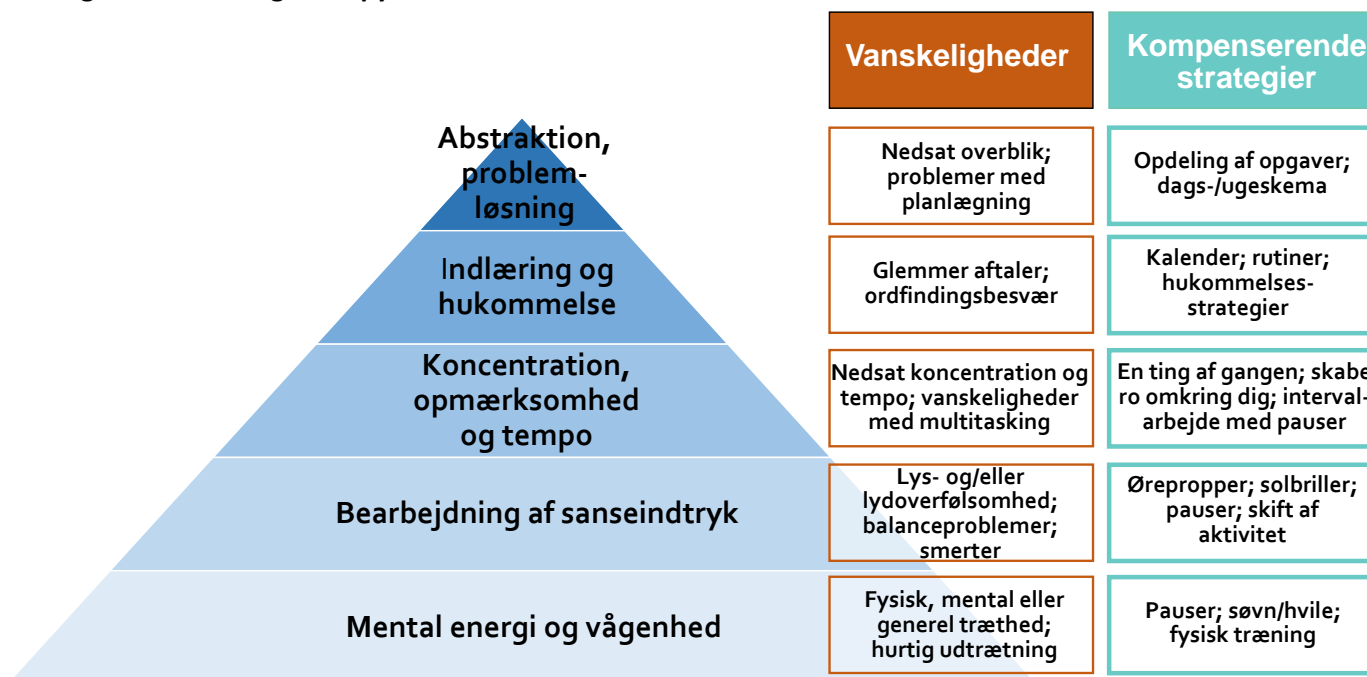 Vanskeligheder
Kompenserende
strategier
Abstraktion,
problem-
løsning
Nedsat overblik;
problemer med
planlægning
Opdeling af opgaver;
dags-/ugeskema
Indlæring og
hukommelse
Glemmer aftaler;
ordfindingsbesvær
Kalender; rutiner;
hukommelses-
strategier
Koncentration,
opmærksomhed
og tempo
Nedsat koncentration og
tempo; vanskeligheder
med multitasking
En ting af gangen; skabe
ro omkring dig; interval-
arbejde med pauser
Bearbejdning af sanseindtryk
Lys- og/eller
lydoverfølsomhed;
balanceproblemer;
smerter
Ørepropper; solbriller;
pauser; skift af
aktivitet
Mental energi og vågenhed
Fysisk, mental eller
generel træthed;
hurtig udtrætning
Pauser; søvn/hvile;
fysisk træning